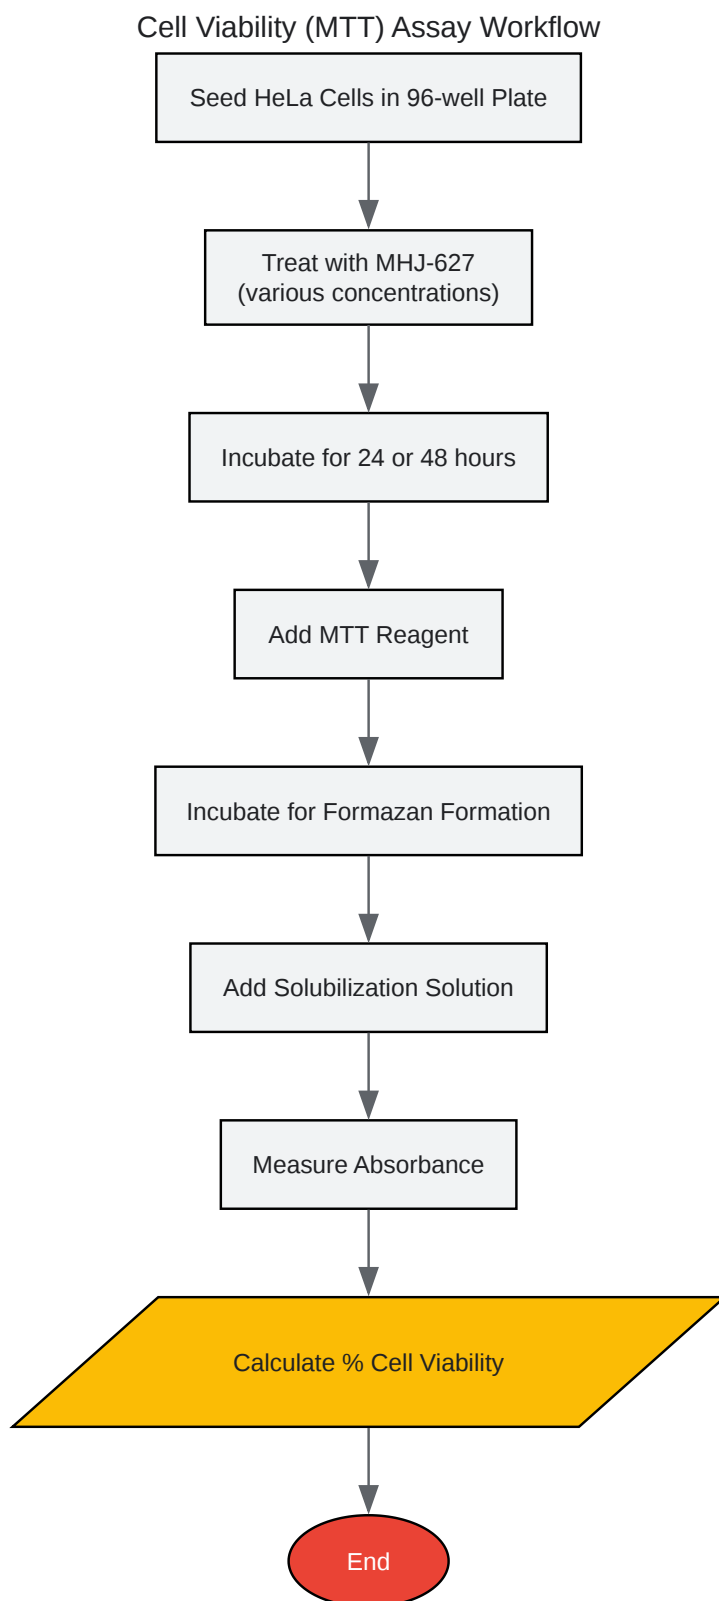 Cell Viability (MTT) Assay Workflow
Seed HeLa Cells in 96-well Plate
Treat with MHJ-627
(various concentrations)
Incubate for 24 or 48 hours
Add MTT Reagent
Incubate for Formazan Formation
Add Solubilization Solution
Measure Absorbance
Calculate % Cell Viability
End